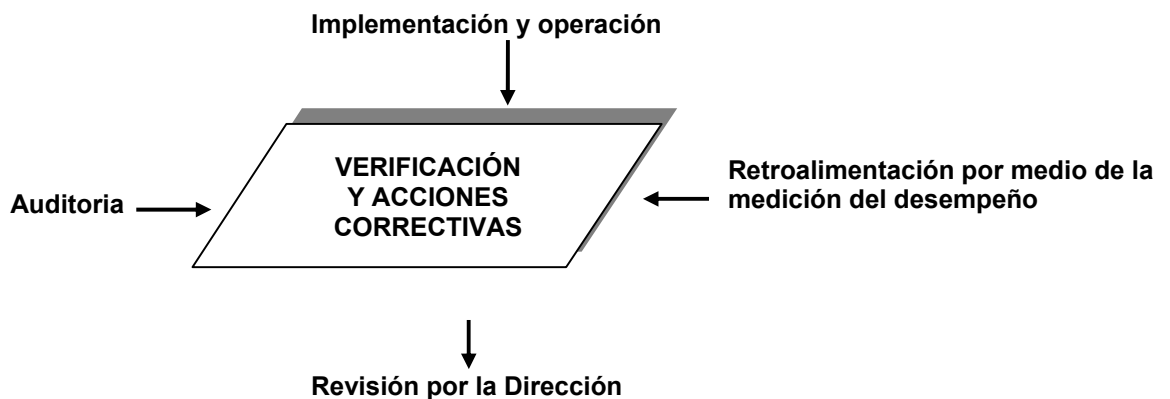 Implementación y operación
VERIFICACIÓN
Y ACCIONES
CORRECTIVAS
Auditoria
Retroalimentación por medio de la
medición del desempeño
Revisión por la Dirección